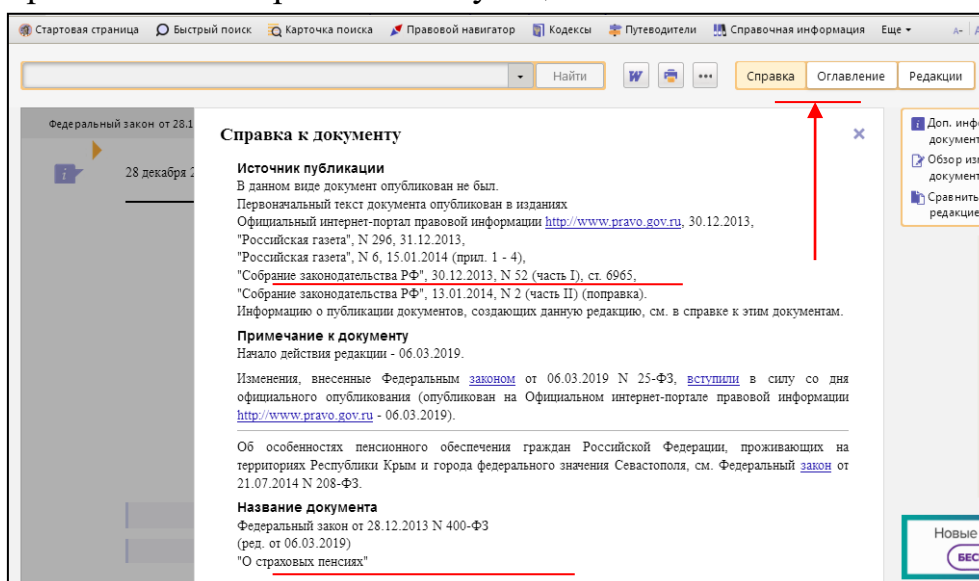 Стартовая страница Быстрый поиск Карточка поиска Правовой навигатор Кодексы Путеводители Справочная информация Еще
Найти W Справка Оглавление Редакции
Федеральный закон от 28.1
28 декабря 2
Справка к документу
Источник публикации
В данном виде документ опубликован не был.
Первоначальный текст документа опубликован в изданиях
Официальный интернет-портал правовой информации http://www.pravo.gov.ru, 30.12.2013,
"Российская газета", N 296, 31.12.2013,
"Российская газета", N 6, 15.01.2014 (прил. 1 - 4),
"Собрание законодательства РФ", 30.12.2013, N 52 (часть I), ст. 6965,
"Собрание законодательства РФ", 13.01.2014, N 2 (часть II) (поправка).
Информацию о публикации документов, создающих данную редакцию, см. в справке к этим документам.
Примечание к документу
Начало действия редакции - 06.03.2019.
Изменения, внесенные Федеральным законом от 06.03.2019 N 25-ФЗ, вступили в силу со дня
официального опубликования (опубликован на Официальном интернет-портале правовой информации
http://www.pravo.gov.ru - 06.03.2019).
Об особенностях пенсионного обеспечения граждан Российской Федерации, проживающих на
территориях Республики Крым и города федерального значения Севастополя, см. Федеральный закон от
21.07.2014 N 208-ФЗ.
Название документа
Федеральный закон от 28.12.2013 N 400-ФЗ
(ред. от 06.03.2019)
"О страховых пенсиях"
Доп. инф
документ
Обзор из
документ
Сравнить
редакцие
Новые
БЕС